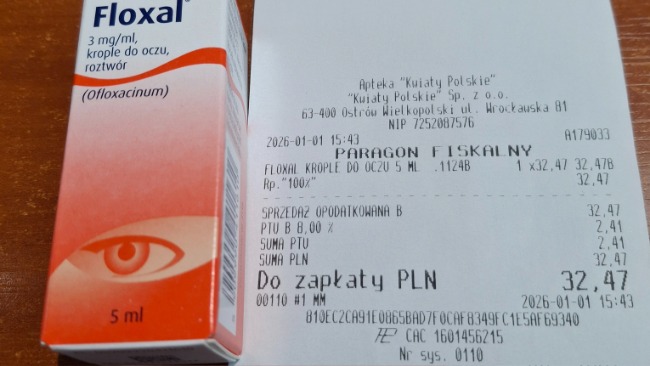 Floxal®
3 mg/ml,
krople do oczu,
roztwór
(Ofloxacinum)
5 ml
Apteka "Kwiaty Polskie"
"Kwiaty Polskie" Sp. z o.o.
63-400 Ostrów Wielkopolski ul. Wrocławska 81
NIP 7252087576
2026-01-01 15:43 A179033
PARAGON FISKALNY
FLOXAL KROPLE DO OCZU 5 ML .1124B 1 x32,47 32,47B
Rp."100%" 32,47
SPRZEDAŻ OPODATKOWANA B 32,47
PTU B 8,00 % 2,41
SUMA PTU 2,41
SUMA PLN 32,47
Do zapłaty PLN 32,47
00110 #1 MM 2026-01-01 15:43
810EC2CA91E0865BAD7F0CAF8349FC1E5AF69340
CAC 1601456215
Nr sys. 0110